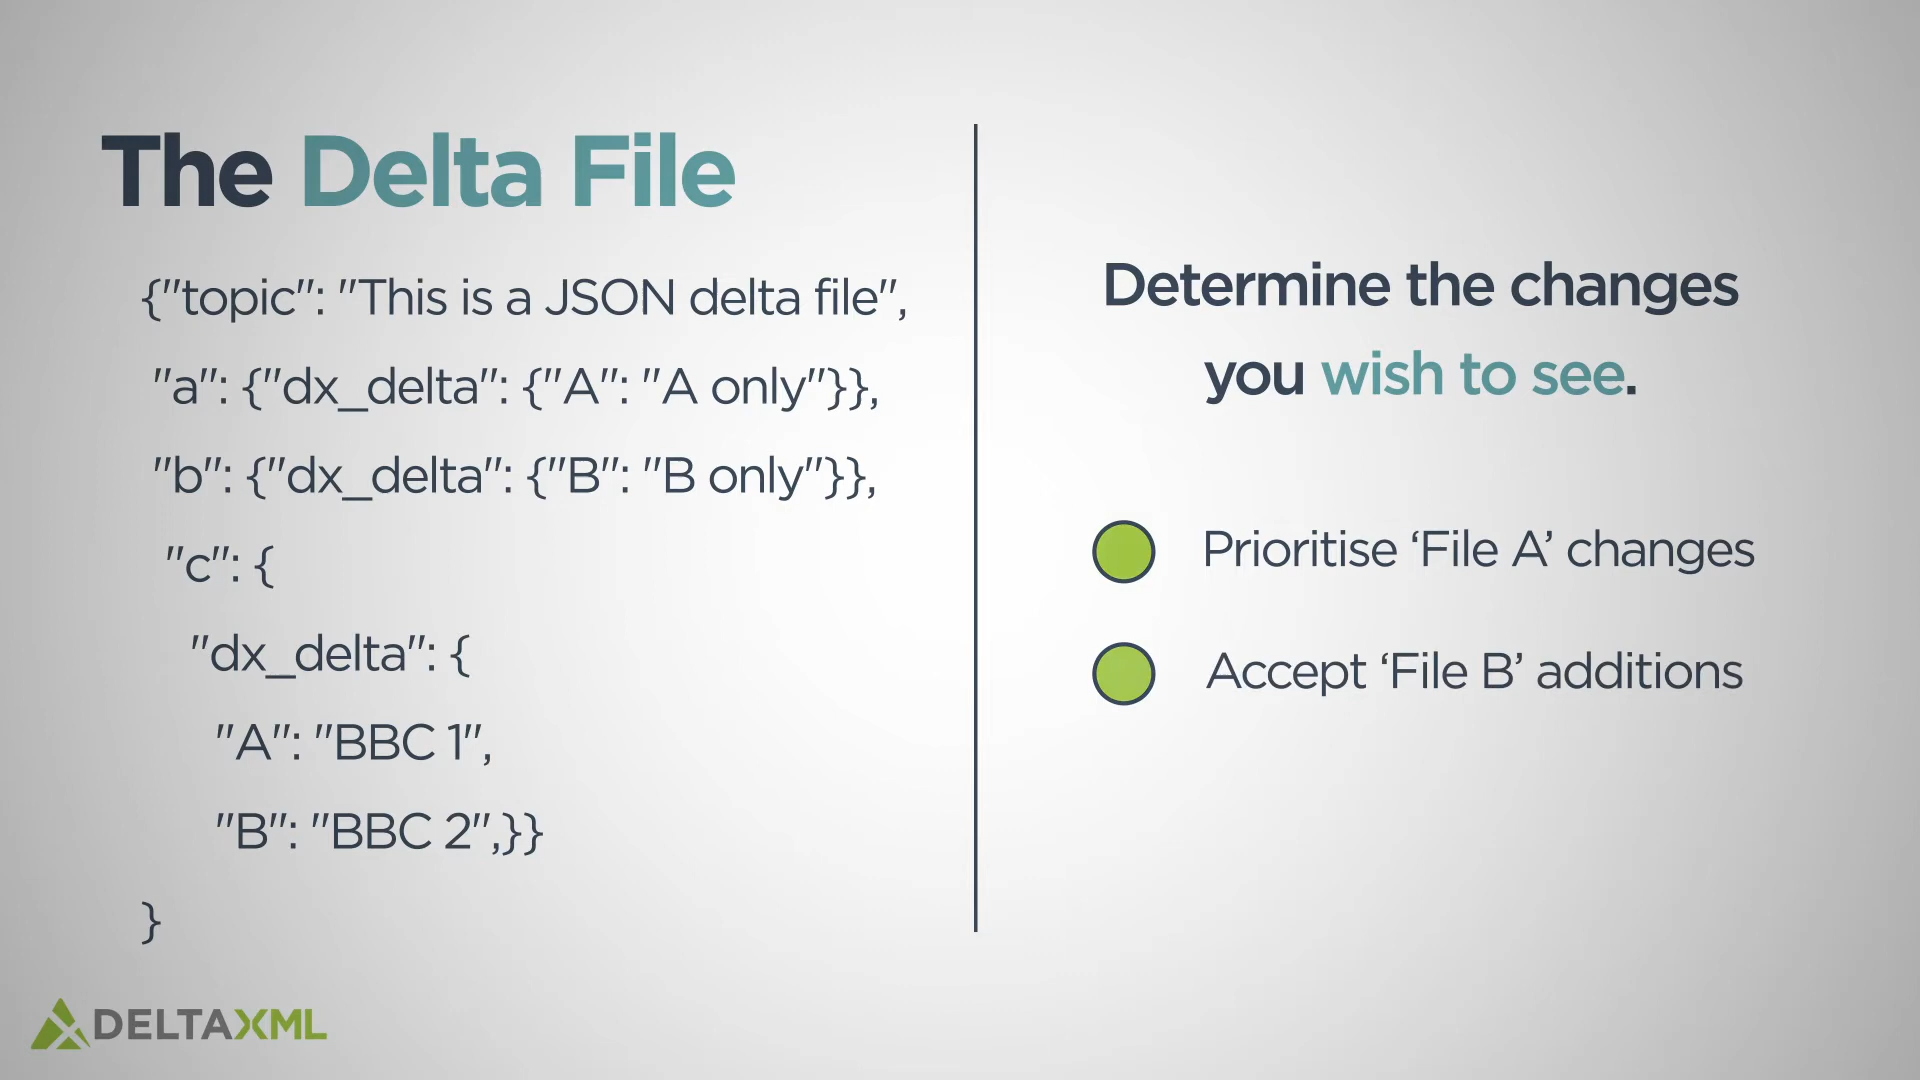 The Delta File
{"topic": "This is a JSON delta file",
"a": {"dx_delta": {"A": "A only"}},
"b": {"dx_delta": {"B": "B only"}},
"c": {
"dx_delta": {
"A": "BBC 1",
"B": "BBC 2",}}
}
Determine the changes
you wish to see.
Prioritise ‘File A’ changes
Accept ‘File B’ additions
DELTAXML